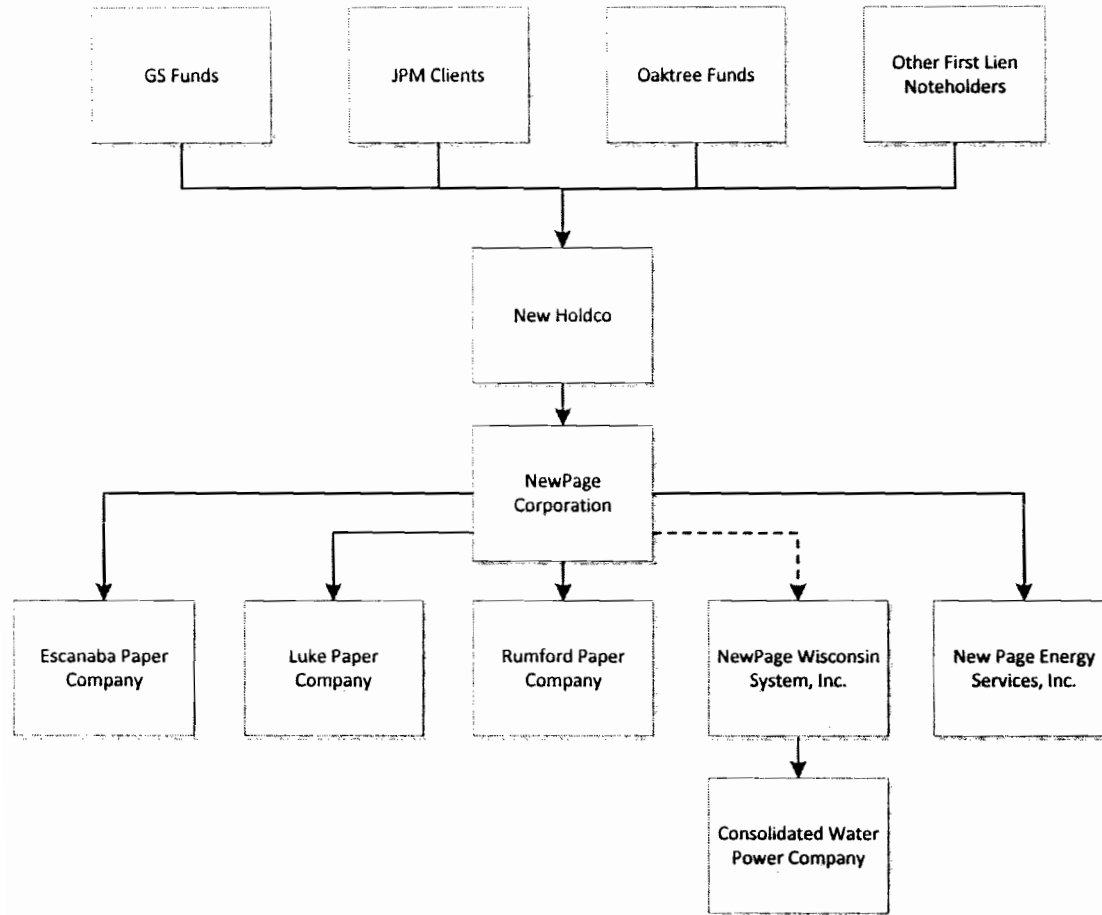 GS Funds
JPM Clients
Oaktree Funds
Other First Lien
Noteholders
New Holdco
NewPage
Corporation
Escanaba Paper
Company
Luke Paper
Company
Rumford Paper
Company
NewPage Wisconsin
System, Inc.
New Page Energy
Services, Inc.
Consolidated Water
Power Company